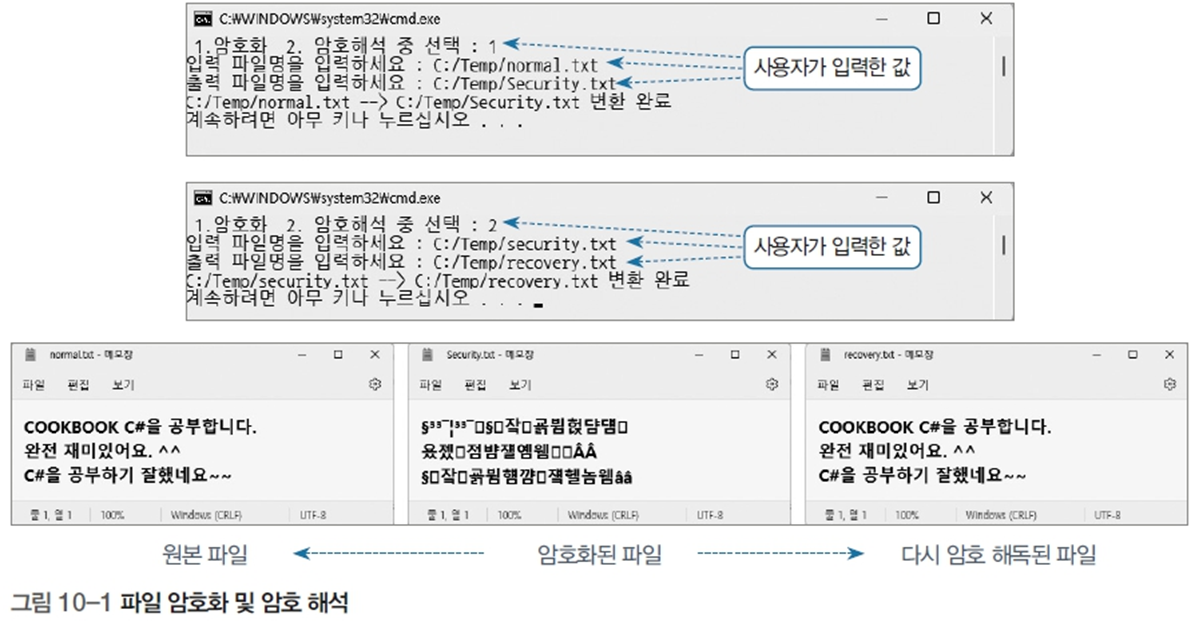 C:\WINDOWS\system32\cmd.exe
1.암호화 2. 암호해석 중 선택 : 1
입력 파일명을 입력하세요 : C:/Temp/normal.txt
출력 파일명을 입력하세요 : C:/Temp/Security.txt
C:/Temp/normal.txt --> C:/Temp/Security.txt 변환 완료
계속하려면 아무 키나 누르십시오 . . .
사용자가 입력한 값
C:\WINDOWS\system32\cmd.exe
1.암호화 2. 암호해석 중 선택 : 2
입력 파일명을 입력하세요 : C:/Temp/security.txt
출력 파일명을 입력하세요 : C:/Temp/recovery.txt
C:/Temp/security.txt --> C:/Temp/recovery.txt 변환 완료
계속하려면 아무 키나 누르십시오 . . .
사용자가 입력한 값
normal.txt - 메모장
파일 편집 보기
COOKBOOK C#을 공부합니다.
완전 재미있어요. ^^
C#을 공부하기 잘했네요~~
줄 1, 열 1 100% Windows (CRLF) UTF-8
Security.txt - 메모장
파일 편집 보기
줄 1, 열 1 100% Windows (CRLF) UTF-8
recovery.txt - 메모장
파일 편집 보기
COOKBOOK C#을 공부합니다.
완전 재미있어요. ^^
C#을 공부하기 잘했네요~~
줄 1, 열 1 100% Windows (CRLF) UTF-8
원본 파일
암호화된 파일
다시 암호 해독된 파일
그림 10-1 파일 암호화 및 암호 해석